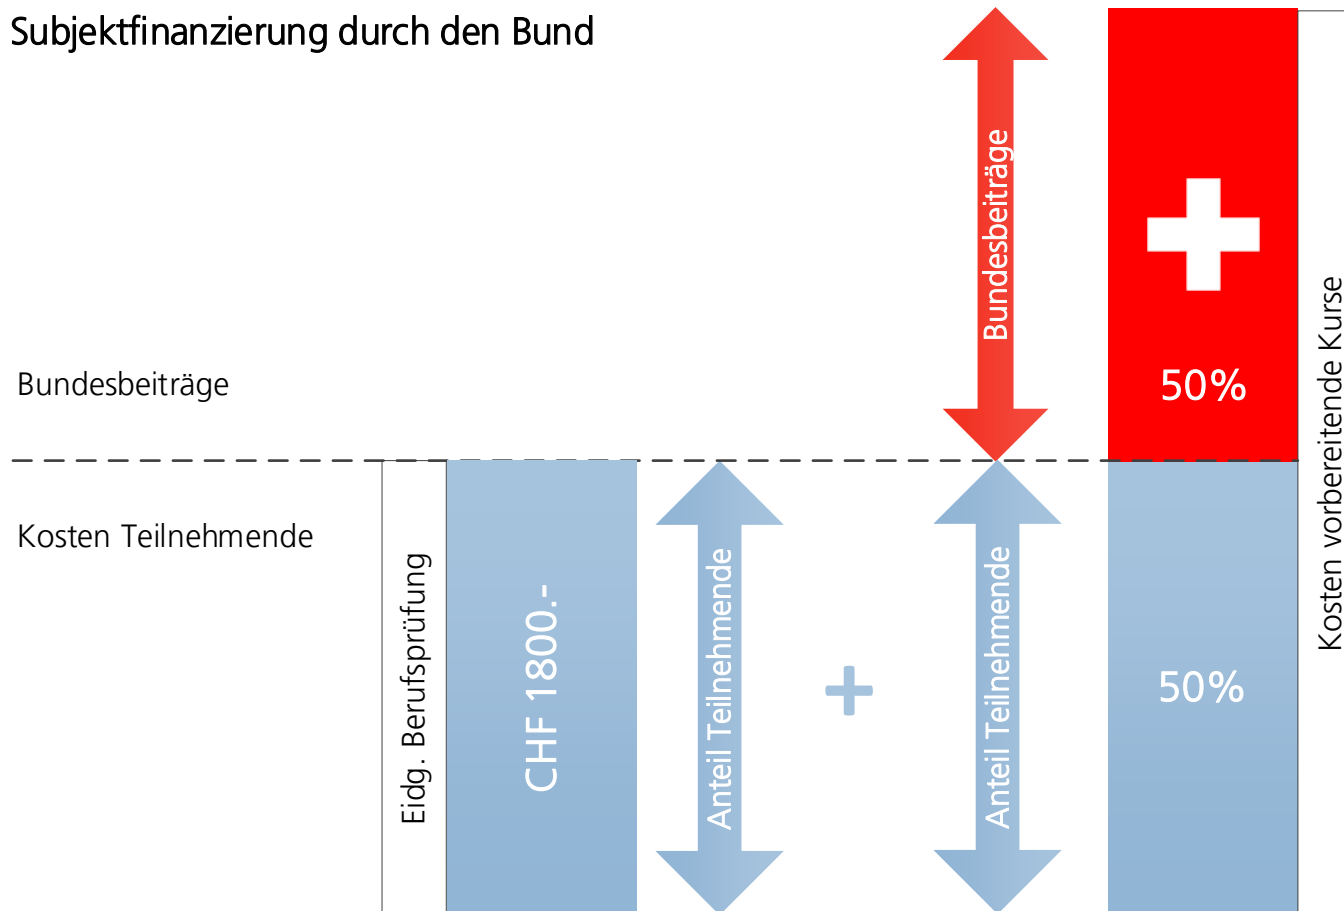 Subjektfinanzierung durch den Bund
Bundesbeiträge
50%
Kosten vorbereitende Kurse
Bundesbeiträge
Kosten Teilnehmende
Eidg. Berufsprüfung
CHF 1800.-
Anteil Teilnehmende
+
Anteil Teilnehmende
50%